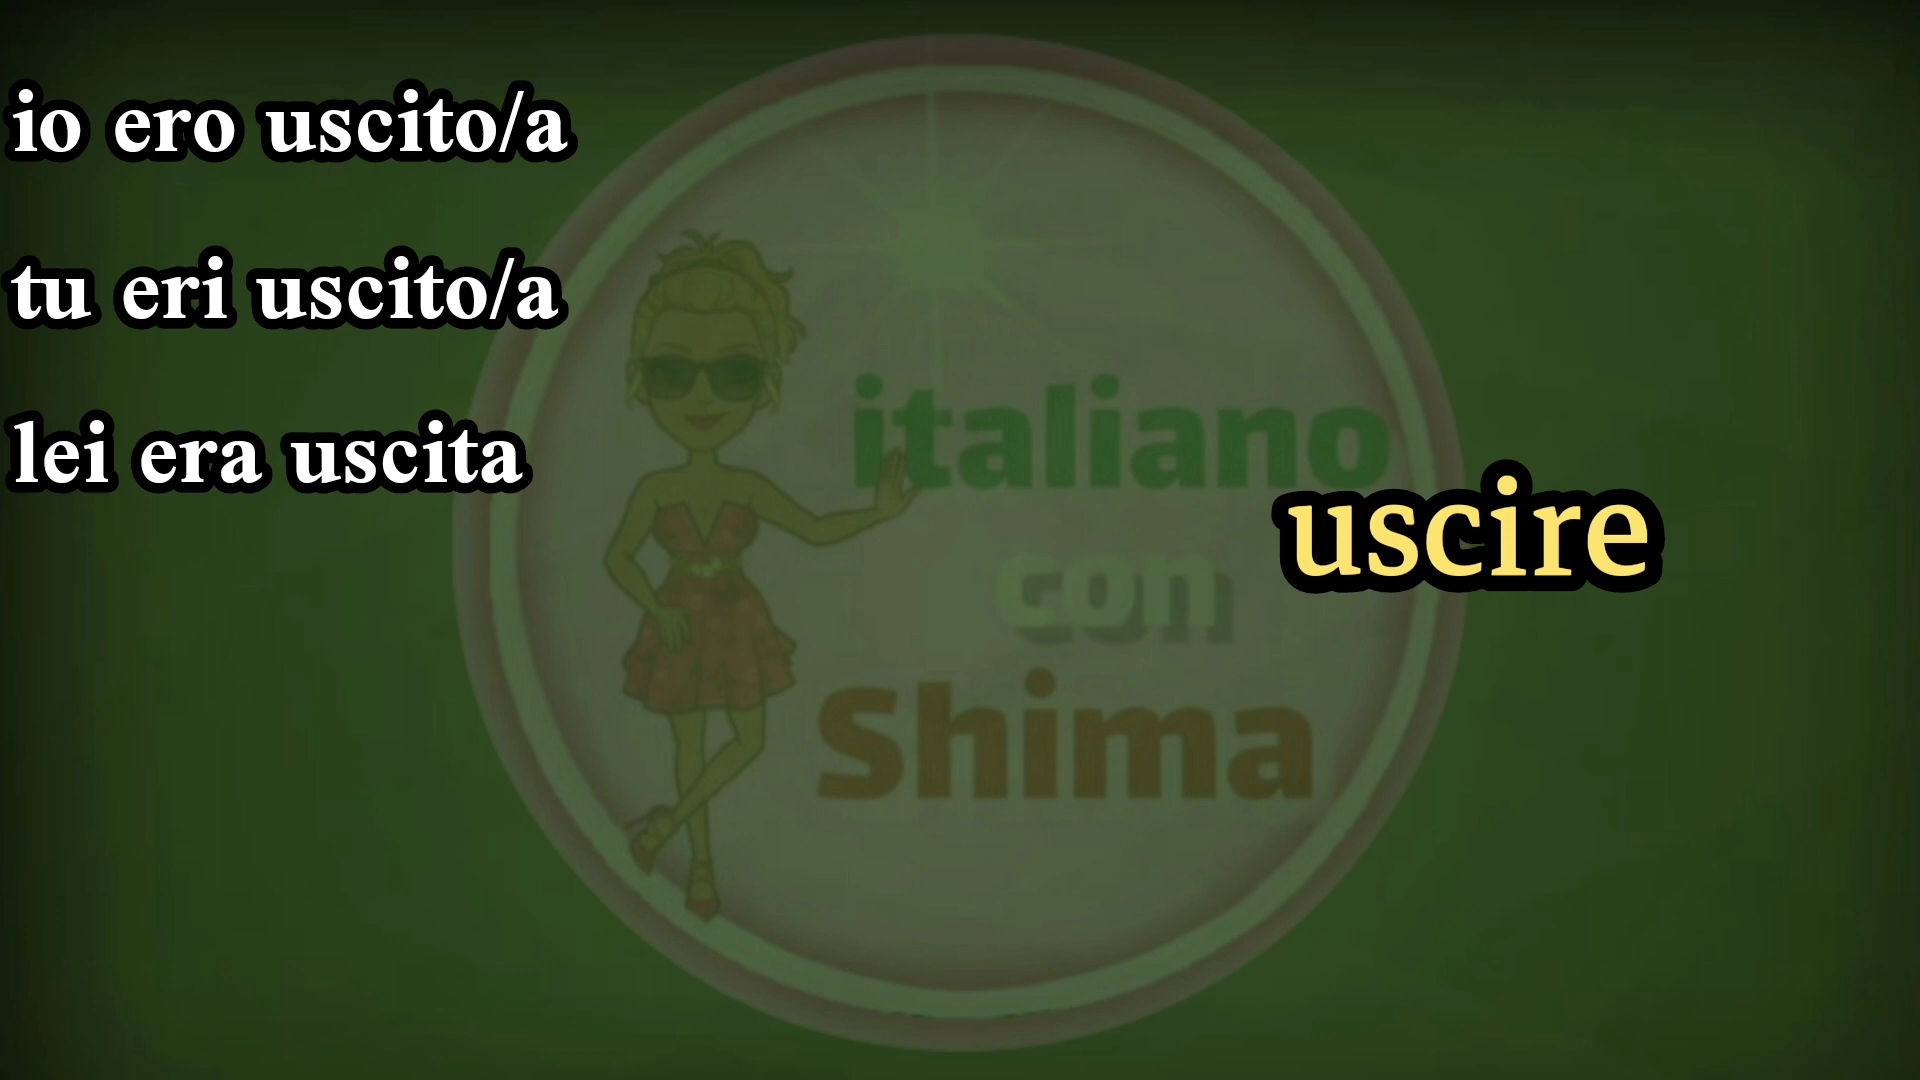 io ero uscito/a
tu eri uscito/a
lei era uscita
italiano
con
Shima
uscire